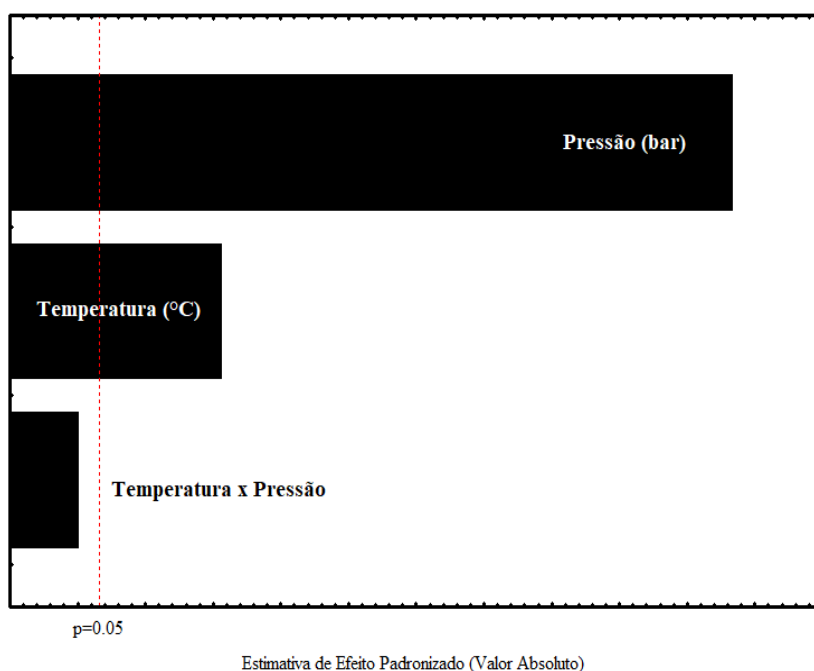 Pressão (bar)
Temperatura (°C)
Temperatura x Pressão
p=0.05
Estimativa de Efeito Padronizado (Valor Absoluto)